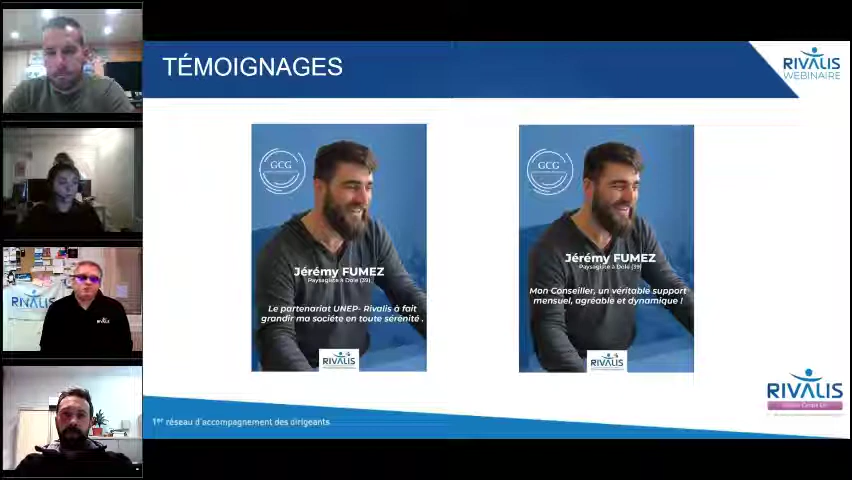 TÉMOIGNAGES
RIVALIS
WEBINAIRE
GCG
Jérémy FUMEZ
Paysagiste à Dole (39)
Le partenariat UNEP- Rivalis à fait
grandir ma société en toute sérénité .
RIVALIS
GCG
Jérémy FUMEZ
Paysagiste à Dole (39)
Mon Conseiller, un véritable support
mensuel, agréable et dynamique !
RIVALIS
RIVALIS
RIVALIS
1er réseau d'accompagnement des dirigeants